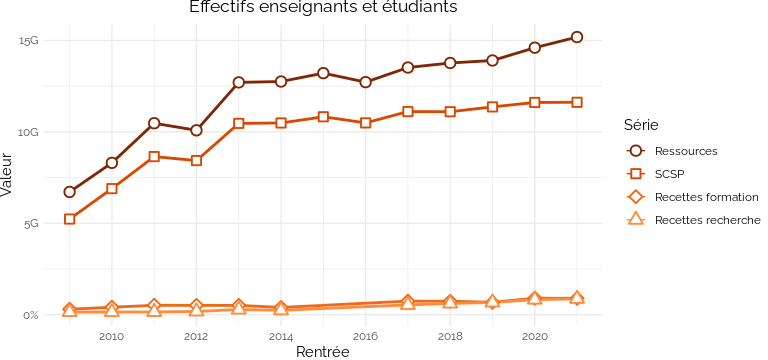 Effectifs enseignants et étudiants
15G
10G
5G
0%
Valeur
2010
2012
2014
2016
2018
2020
Rentrée
Série
Ressources
SCSP
Recettes formation
Recettes recherche